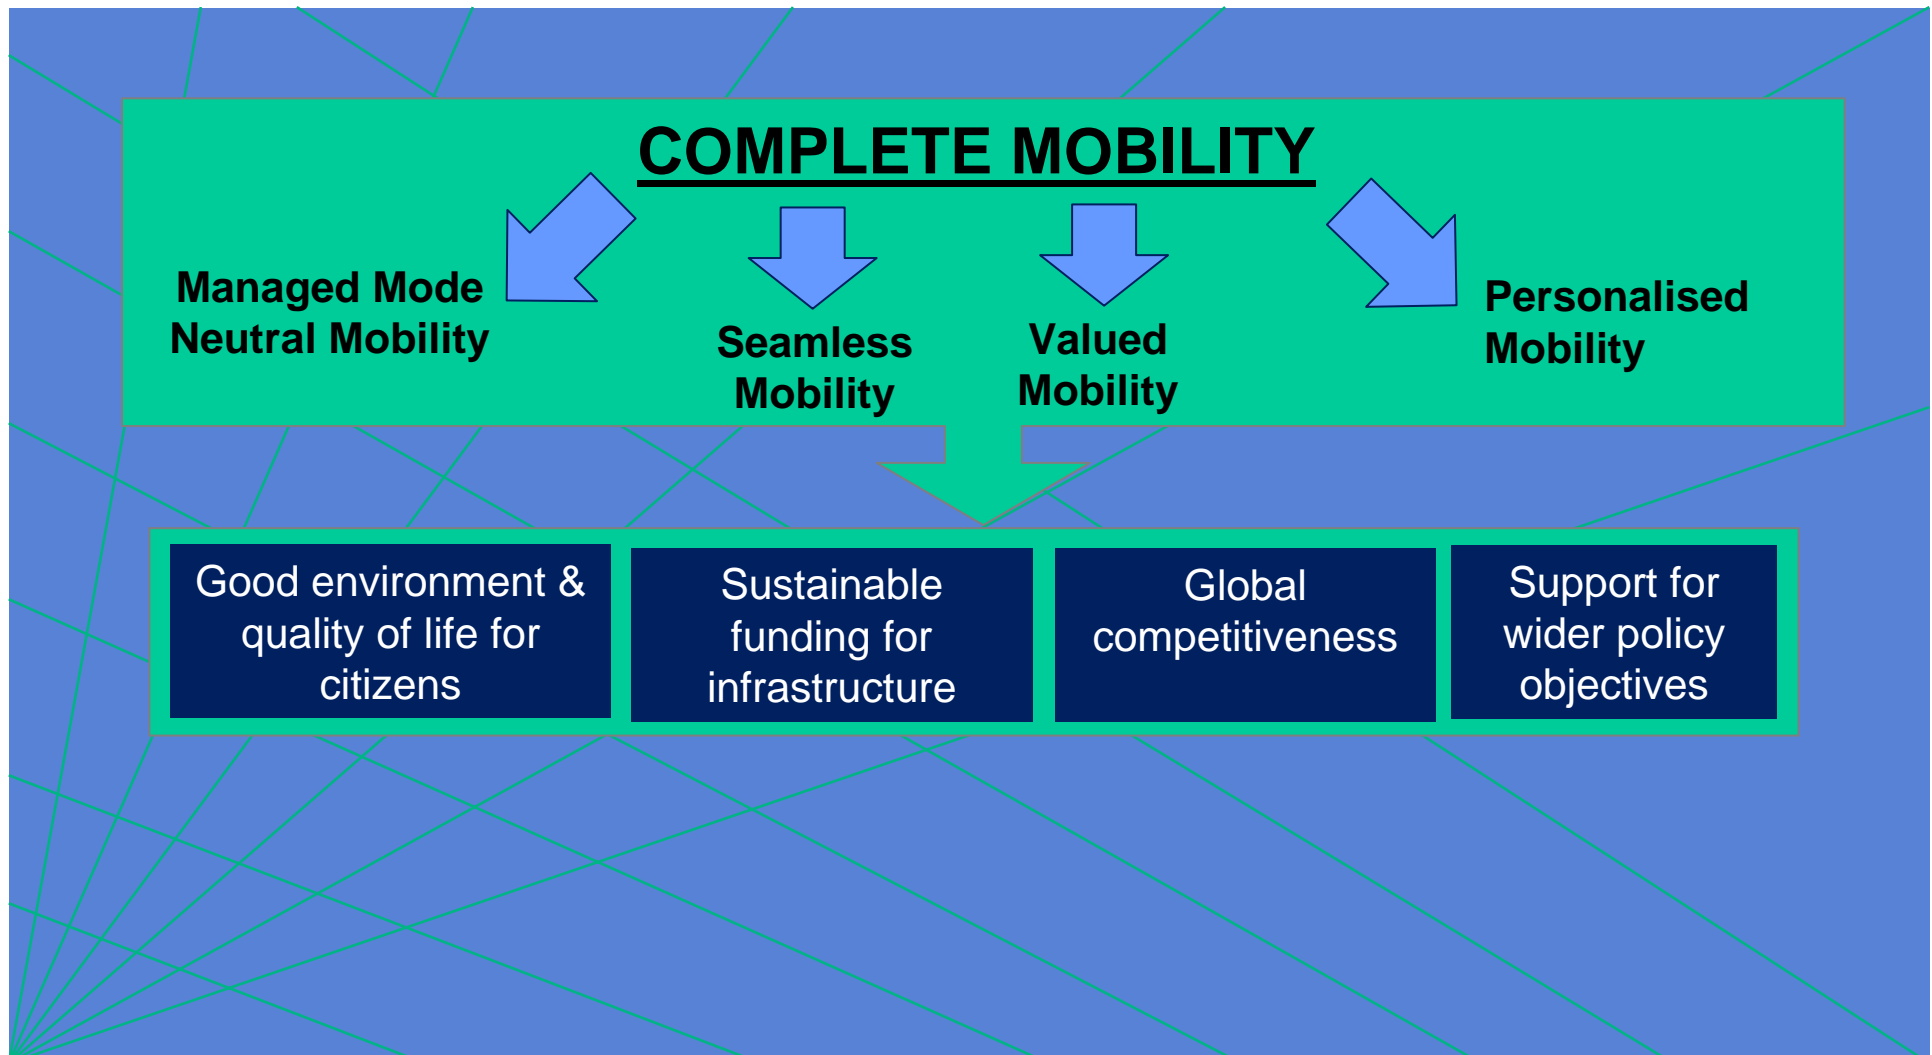 COMPLETE MOBILITY
Managed Mode
Neutral Mobility
Seamless
Mobility
Valued
Mobility
Personalised
Mobility
Good environment &
quality of life for
citizens
Sustainable
funding for
infrastructure
Global
competitiveness
Support for
wider policy
objectives